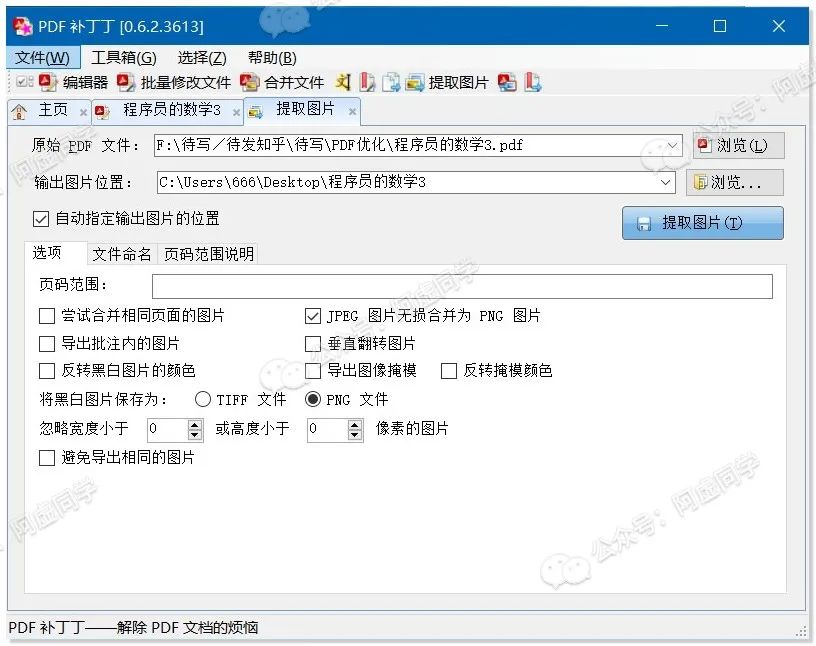 PDF 补丁丁 [0.6.2.3613]
文件(W) 工具箱(G) 选择(Z) 帮助(B)
编辑器 批量修改文件 合并文件 提取图片
主页 程序员的数学3 提取图片
原始 PDF 文件： F:\待写／待发知乎\待写\PDF优化\程序员的数学3.pdf 浏览(L)
输出图片位置： C:\Users\666\Desktop\程序员的数学3 浏览...
自动指定输出图片的位置 提取图片(T)
选项 文件命名 页码范围说明
页码范围：
尝试合并相同页面的图片 JPEG 图片无损合并为 PNG 图片
导出批注内的图片 垂直翻转图片
反转黑白图片的颜色 导出图像掩模 反转掩模颜色
将黑白图片保存为： TIFF 文件 PNG 文件
忽略宽度小于 0 或高度小于 0 像素的图片
避免导出相同的图片
公众号：阿虚同学
PDF 补丁丁——解除 PDF 文档的烦恼